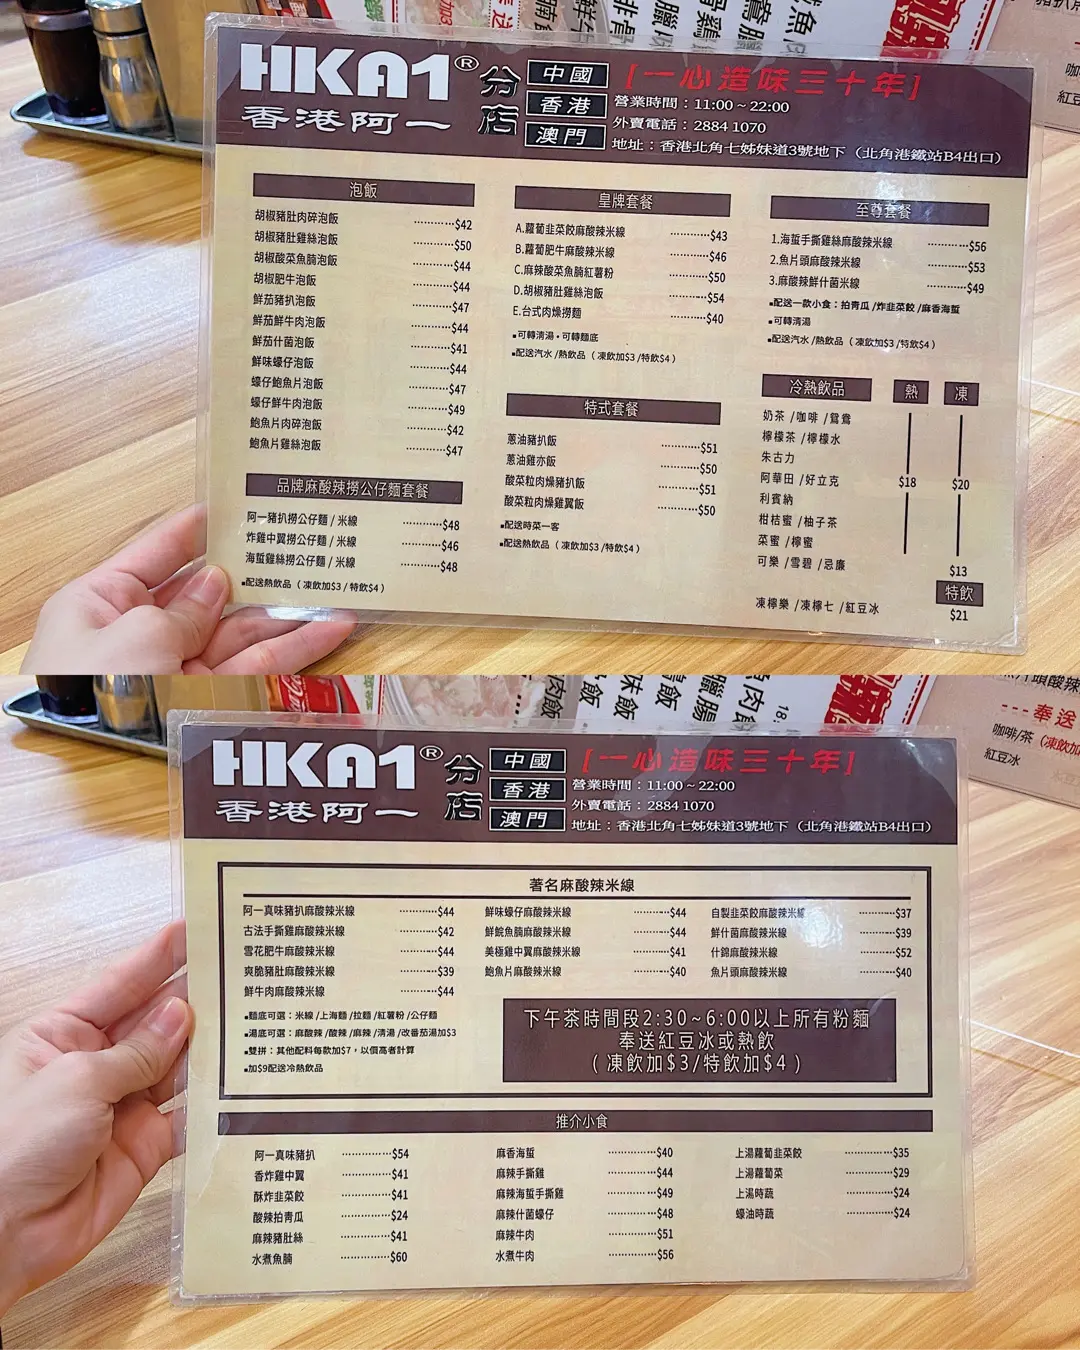 HKA1®
香港阿一
分店
中國
香港
澳門
[一心造味三十年]
營業時間：11:00～22:00
外賣電話：2884 1070
地址：香港北角七姊妹道3號地下（北角港鐵站B4出口）
泡飯
胡椒豬肚肉碎泡飯 …………$42
胡椒豬肚雞絲泡飯 …………$50
胡椒酸菜魚腩泡飯 …………$44
胡椒肥牛泡飯 …………$44
鮮茄豬扒泡飯 …………$47
鮮茄鮮牛肉泡飯 …………$44
鮮茄什菌泡飯 …………$41
鮮味蠔仔泡飯 …………$44
蠔仔鮑魚片泡飯 …………$47
蠔仔鮮牛肉泡飯 …………$49
鮑魚片肉碎泡飯 …………$42
鮑魚片雞絲泡飯 …………$47
品牌麻酸辣撈公仔麵套餐
阿一豬扒撈公仔麵 / 米線 …………$48
炸雞中翼撈公仔麵 / 米線 …………$46
海蜇雞絲撈公仔麵 / 米線 …………$48
▪配送熱飲品（凍飲加$3 / 特飲$4）
皇牌套餐
A.蘿蔔韭菜餃麻酸辣米線 …………$43
B.蘿蔔肥牛麻酸辣米線 …………$46
C.麻辣酸菜魚腩紅薯粉 …………$50
D.胡椒豬肚雞絲泡飯 …………$54
E.台式肉燥撈麵 …………$40
▪可轉清湯・可轉麵底
▪配送汽水 /熱飲品（凍飲加$3 /特飲$4）
特式套餐
蔥油豬扒飯 …………$51
蔥油雞亦飯 …………$50
酸菜粒肉燥豬扒飯 …………$51
酸菜粒肉燥雞翼飯 …………$50
▪配送時菜一客
▪配送熱飲品（凍飲加$3 /特飲$4）
至尊套餐
1.海蜇手撕雞絲麻酸辣米線 …………$56
2.魚片頭麻酸辣米線 …………$53
3.麻酸辣鮮什菌米線 …………$49
▪配送一款小食：拍青瓜 /炸韭菜餃 /麻香海蜇
▪可轉清湯
▪配送汽水 /熱飲品（凍飲加$3 /特飲$4）
冷熱飲品 熱 凍
奶茶 /咖啡 /鴛鴦
檸檬茶 /檸檬水
朱古力
阿華田 /好立克 $18 $20
利賓納
柑桔蜜 /柚子茶
菜蜜 /檸蜜
可樂 /雪碧 /忌廉 $13
特飲
凍檸樂 /凍檸七 /紅豆冰 $21
HKA1®
香港阿一
分店
中國
香港
澳門
[一心造味三十年]
營業時間：11:00～22:00
外賣電話：2884 1070
地址：香港北角七姊妹道3號地下（北角港鐵站B4出口）
著名麻酸辣米線
阿一真味豬扒麻酸辣米線 …………$44
古法手撕雞麻酸辣米線 …………$42
雪花肥牛麻酸辣米線 …………$44
爽脆豬肚麻酸辣米線 …………$39
鮮牛肉麻酸辣米線 …………$44
鮮味蠔仔麻酸辣米線 …………$44
鮮鯇魚腩麻酸辣米線 …………$44
美極雞中翼麻酸辣米線 …………$41
鮑魚片麻酸辣米線 …………$40
自製韭菜餃麻酸辣米線 …………$37
鮮什菌麻酸辣米線 …………$39
什錦麻酸辣米線 …………$52
魚片頭麻酸辣米線 …………$40
▪麵底可選：米線 /上海麵 /拉麵 /紅薯粉 /公仔麵
▪湯底可選：麻酸辣 /酸辣 /麻辣 /清湯 /改番茄湯加$3
▪雙拼：其他配料每款加$7，以價高者計算
▪加$9配送冷熱飲品
下午茶時間段2:30~6:00以上所有粉麵
奉送紅豆冰或熱飲
（凍飲加$3/特飲加$4）
推介小食
阿一真味豬扒 …………$54
香炸雞中翼 …………$41
酥炸韭菜餃 …………$41
酸辣拍青瓜 …………$24
麻辣豬肚絲 …………$41
水煮魚腩 …………$60
麻香海蜇 …………$40
麻辣手撕雞 …………$44
麻辣海蜇手撕雞 …………$49
麻辣什菌蠔仔 …………$48
麻辣牛肉 …………$51
水煮牛肉 …………$56
上湯蘿蔔韭菜餃 …………$35
上湯蘿蔔菜 …………$29
上湯時蔬 …………$24
蠔油時蔬 …………$24
奉送
咖啡/茶（凍飲加
紅豆冰